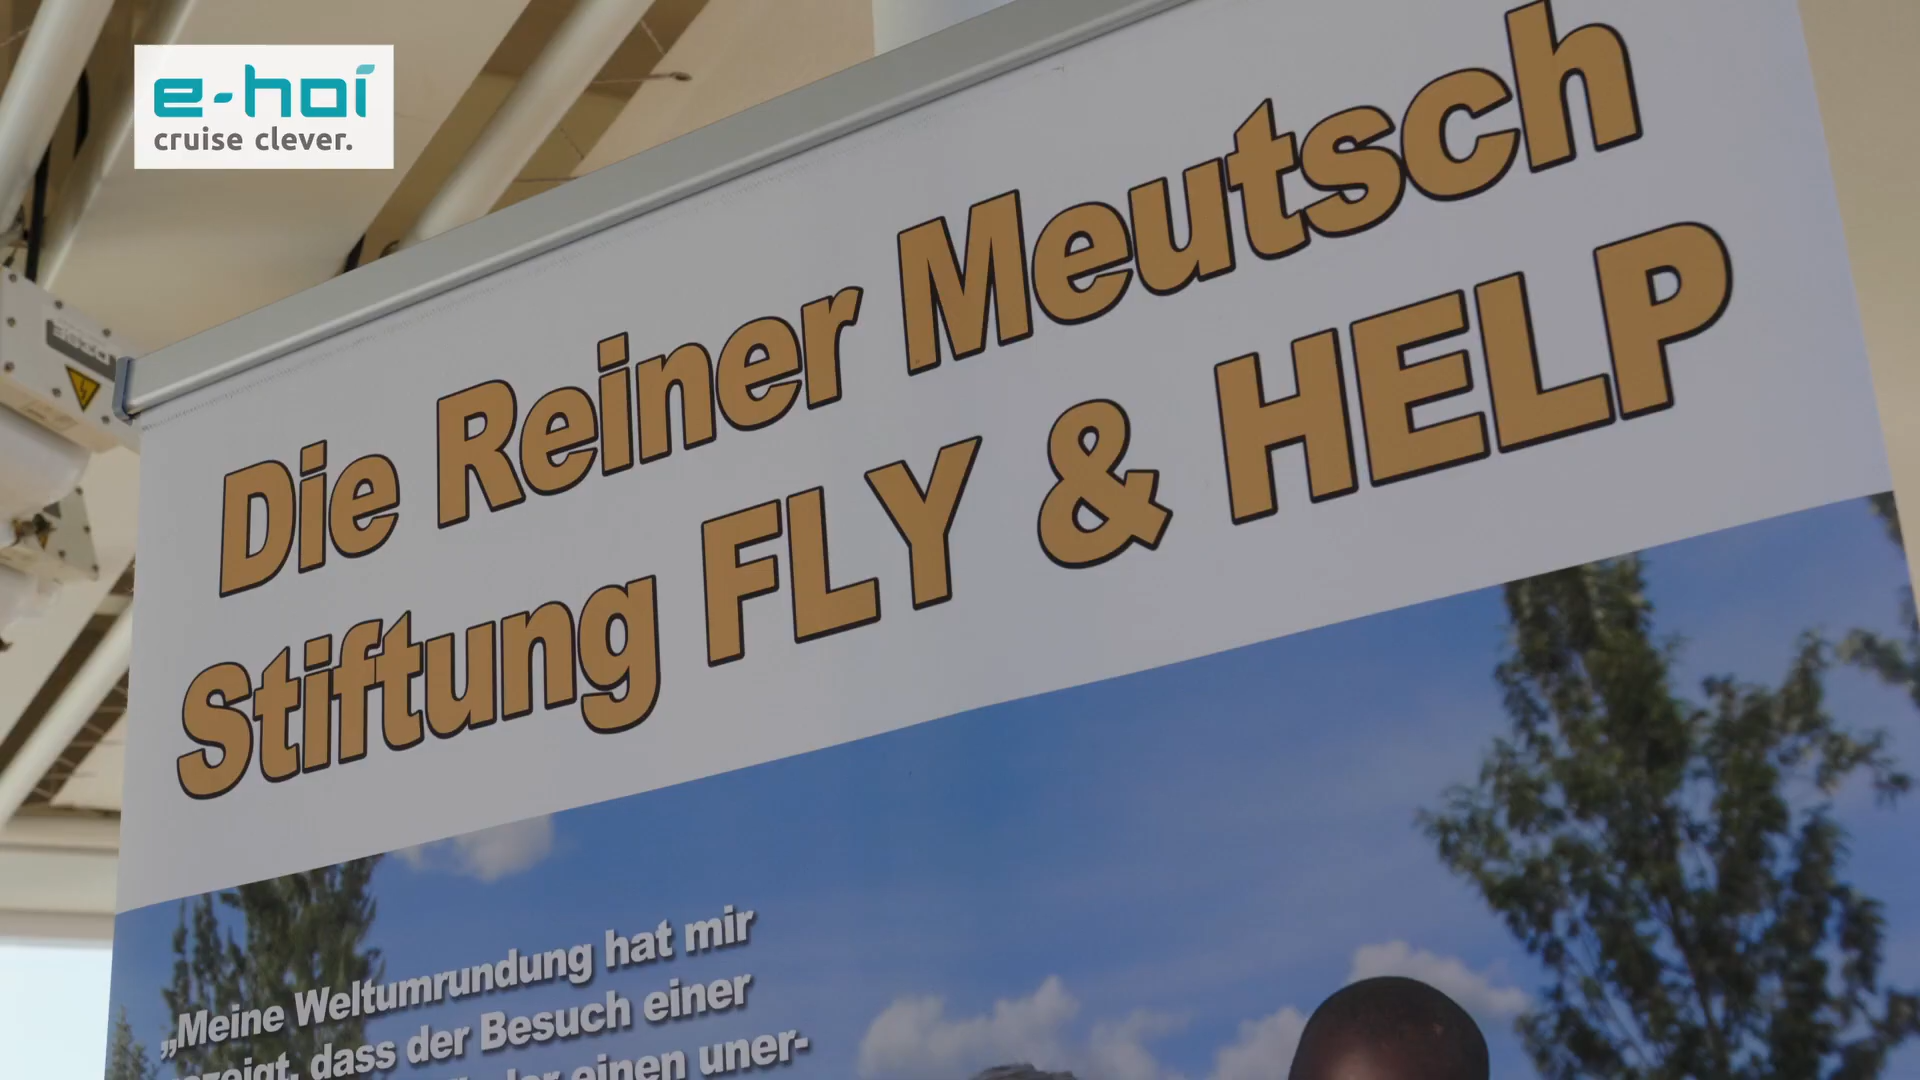 e-hoi
cruise clever.
Die Reiner Meutsch
Stiftung FLY & HELP
„Meine Weltumrundung hat mir
dass der Besuch einer
einen uner-